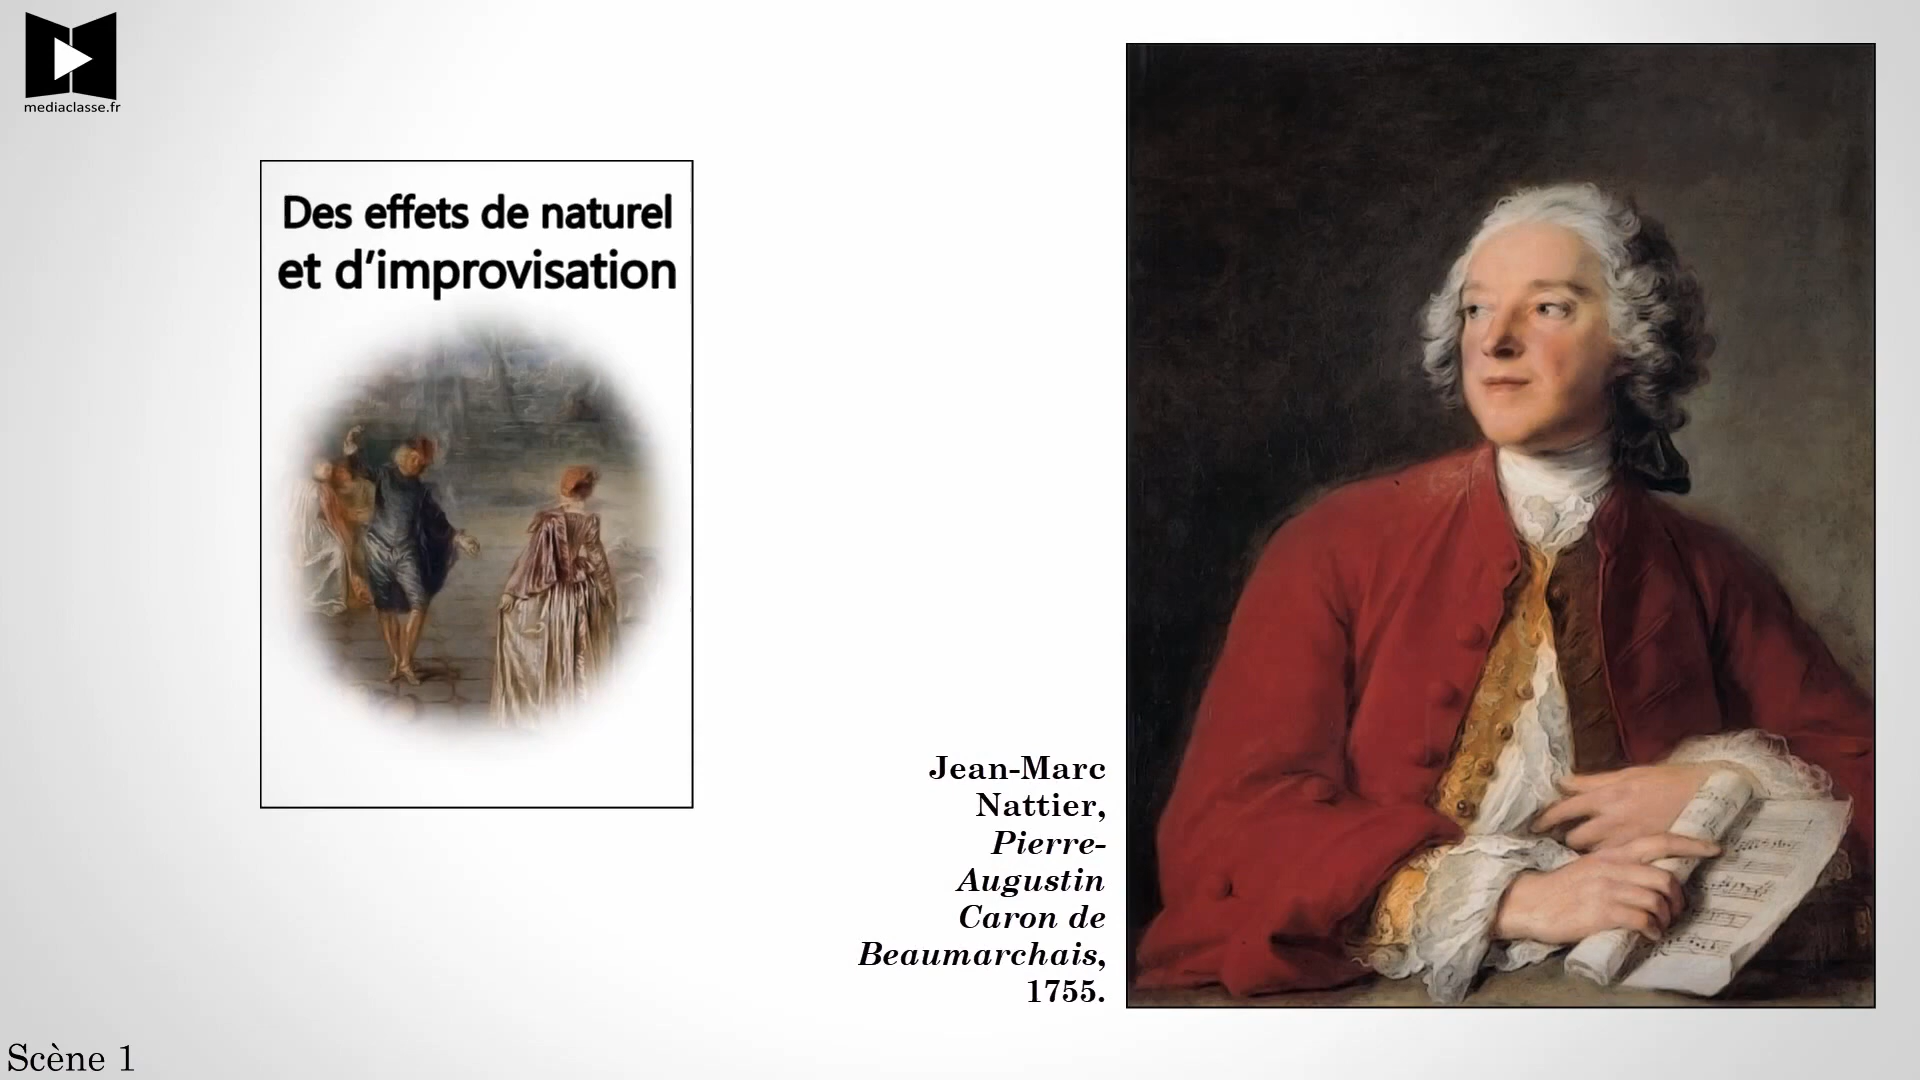 mediaclasse.fr
Des effets de naturel
et d'improvisation
Jean-Marc
Nattier,
Pierre-
Augustin
Caron de
Beaumarchais,
1755.
Scène 1